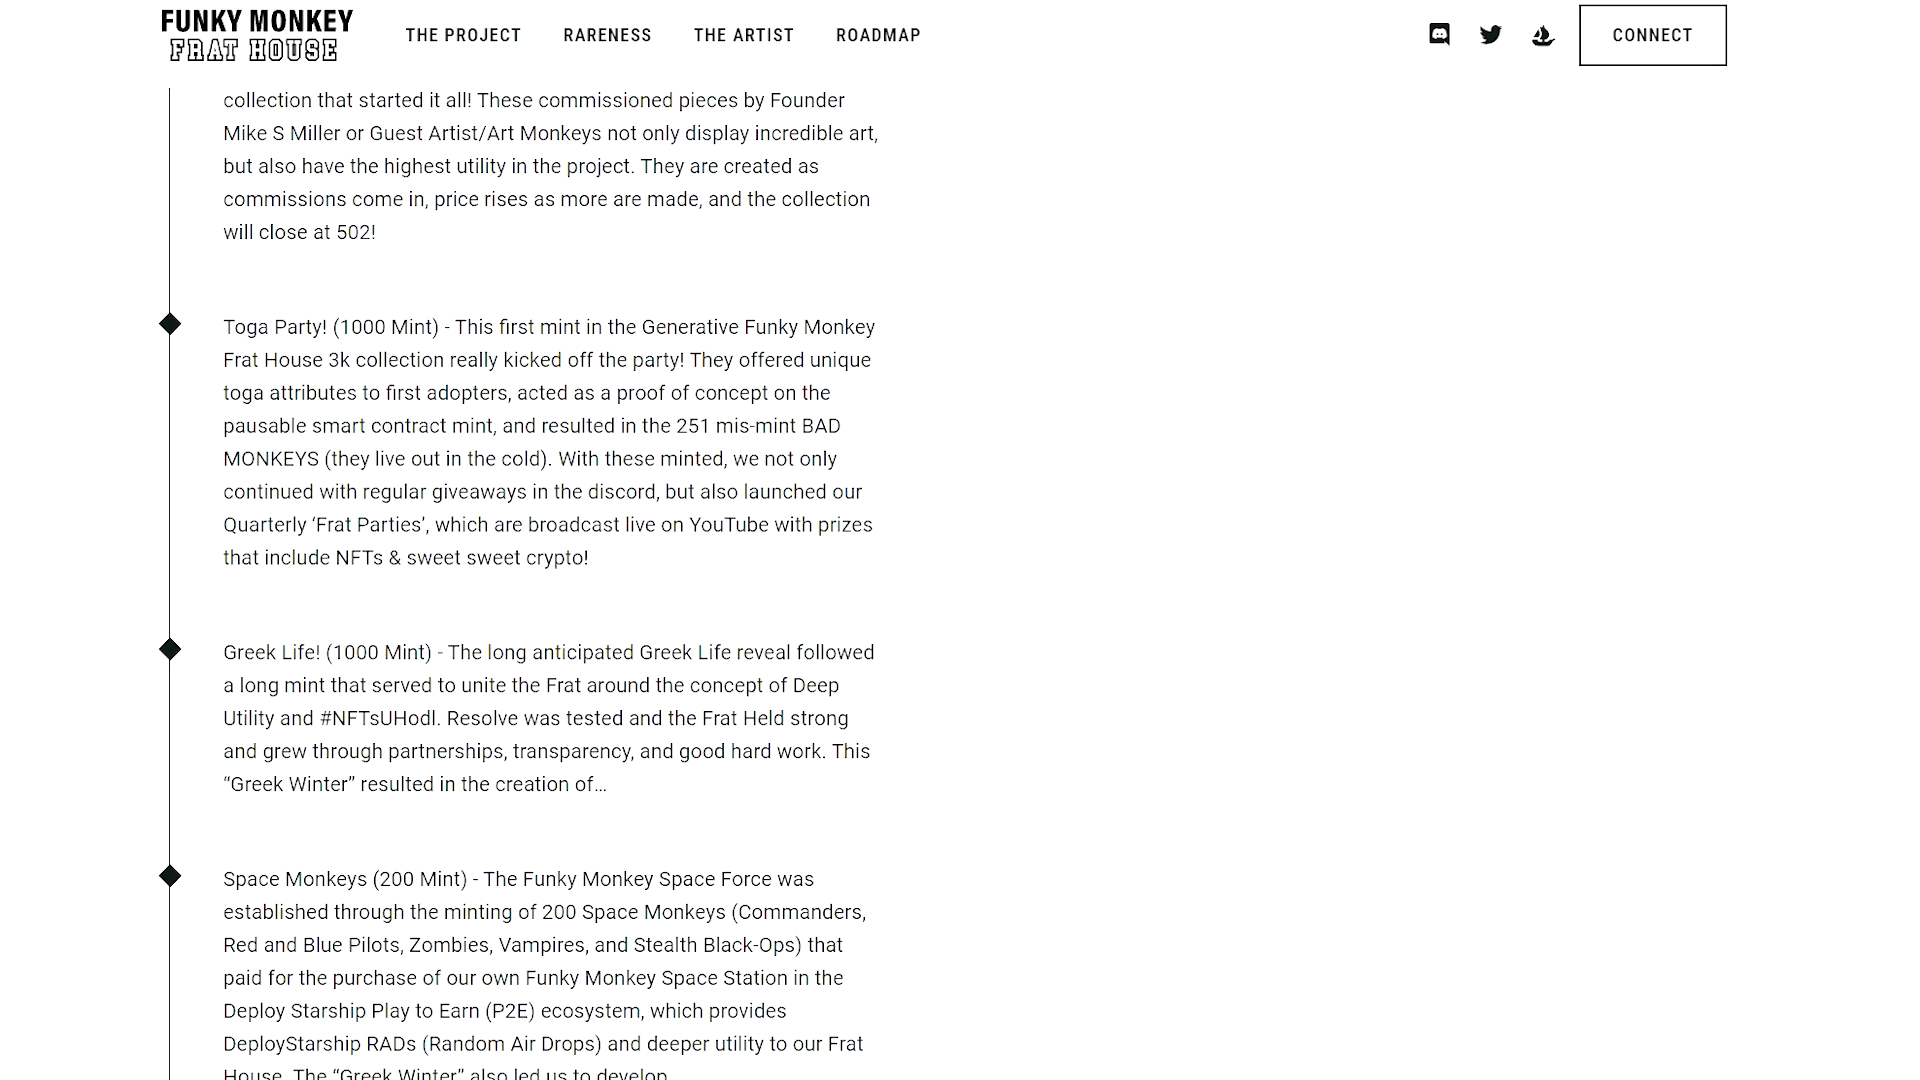 FUNKY MONKEY
FRAT HOUSE
THE PROJECT
RARENESS
THE ARTIST
ROADMAP
CONNECT
collection that started it all! These commissioned pieces by Founder
Mike S Miller or Guest Artist/Art Monkeys not only display incredible art,
but also have the highest utility in the project. They are created as
commissions come in, price rises as more are made, and the collection
will close at 502!
Toga Party! (1000 Mint) - This first mint in the Generative Funky Monkey
Frat House 3k collection really kicked off the party! They offered unique
toga attributes to first adopters, acted as a proof of concept on the
pausable smart contract mint, and resulted in the 251 mis-mint BAD
MONKEYS (they live out in the cold). With these minted, we not only
continued with regular giveaways in the discord, but also launched our
Quarterly ‘Frat Parties’, which are broadcast live on YouTube with prizes
that include NFTs & sweet sweet crypto!
Greek Life! (1000 Mint) - The long anticipated Greek Life reveal followed
a long mint that served to unite the Frat around the concept of Deep
Utility and #NFTsUHodl. Resolve was tested and the Frat Held strong
and grew through partnerships, transparency, and good hard work. This
“Greek Winter” resulted in the creation of…
Space Monkeys (200 Mint) - The Funky Monkey Space Force was
established through the minting of 200 Space Monkeys (Commanders,
Red and Blue Pilots, Zombies, Vampires, and Stealth Black-Ops) that
paid for the purchase of our own Funky Monkey Space Station in the
Deploy Starship Play to Earn (P2E) ecosystem, which provides
DeployStarship RADs (Random Air Drops) and deeper utility to our Frat
House. The “Greek Winter” also led us to develop